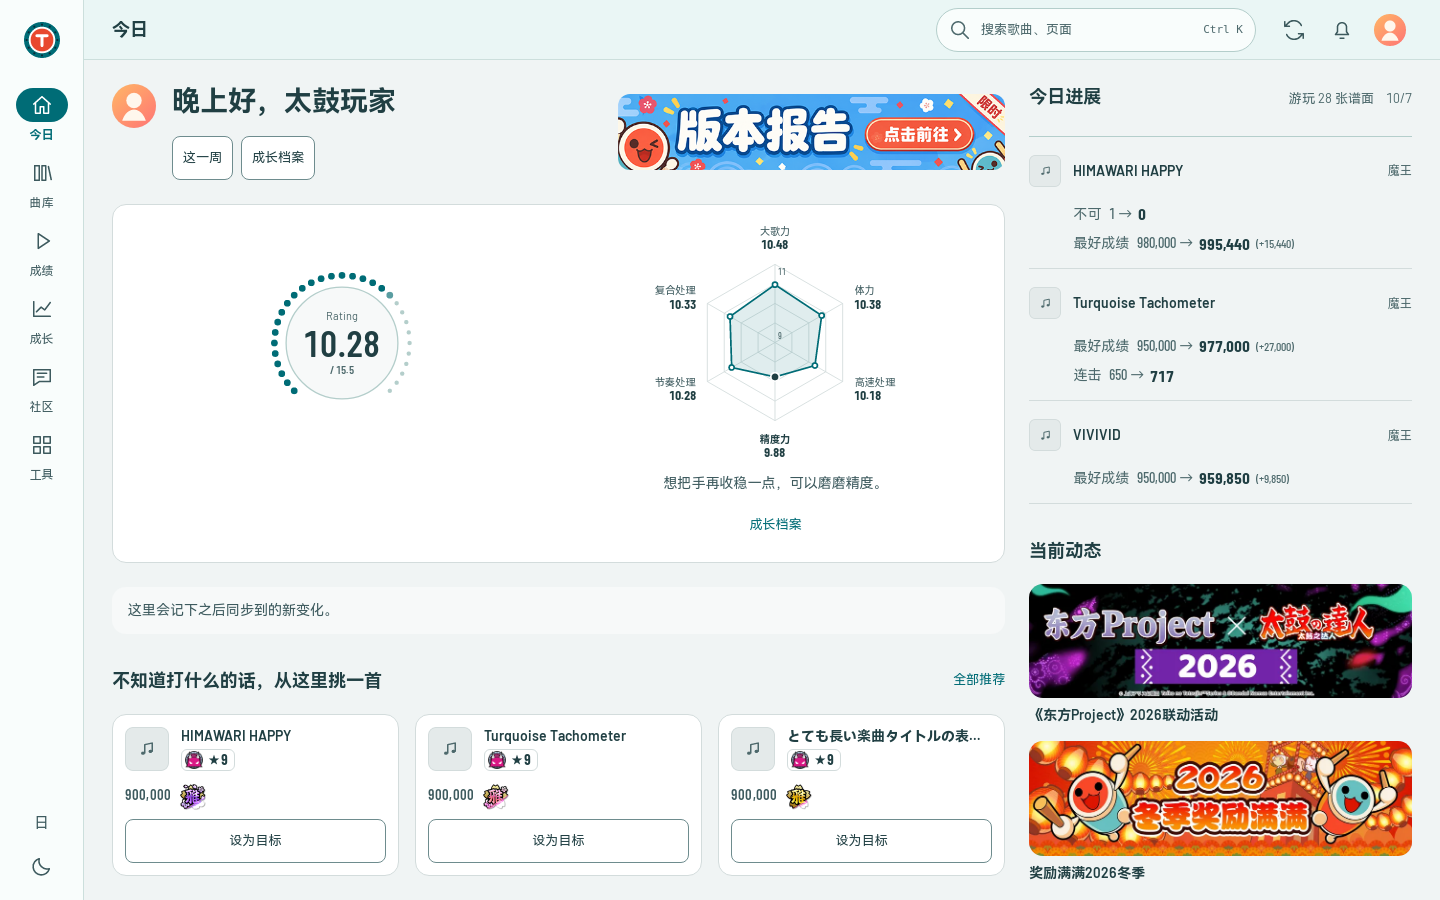 T
今日
曲库
成绩
成长
社区
工具
日
今日
搜索歌曲、页面
Ctrl K
晚上好，太鼓玩家
这一周
成长档案
版本报告
点击前往
限时
Rating
10.28
/ 15.5
大歌力
10.48
11
9
复合处理
10.33
体力
10.38
节奏处理
10.28
高速处理
10.18
精度力
9.88
想把手再收稳一点，可以磨磨精度。
成长档案
这里会记下之后同步到的新变化。
不知道打什么的话，从这里挑一首
全部推荐
HIMAWARI HAPPY
★9
900,000
雅
设为目标
Turquoise Tachometer
★9
900,000
雅
设为目标
とても長い楽曲タイトルの表...
★9
900,000
雅
设为目标
今日进展
游玩 28 张谱面 10/7
HIMAWARI HAPPY
魔王
不可 1 → 0
最好成绩 980,000 → 995,440 (+15,440)
Turquoise Tachometer
魔王
最好成绩 950,000 → 977,000 (+27,000)
连击 650 → 717
VIVIVID
魔王
最好成绩 950,000 → 959,850 (+9,850)
当前动态
东方Project × 太鼓の達人
太鼓之达人
2026
《东方Project》2026联动活动
2026
冬季奖励满满
奖励满满2026冬季